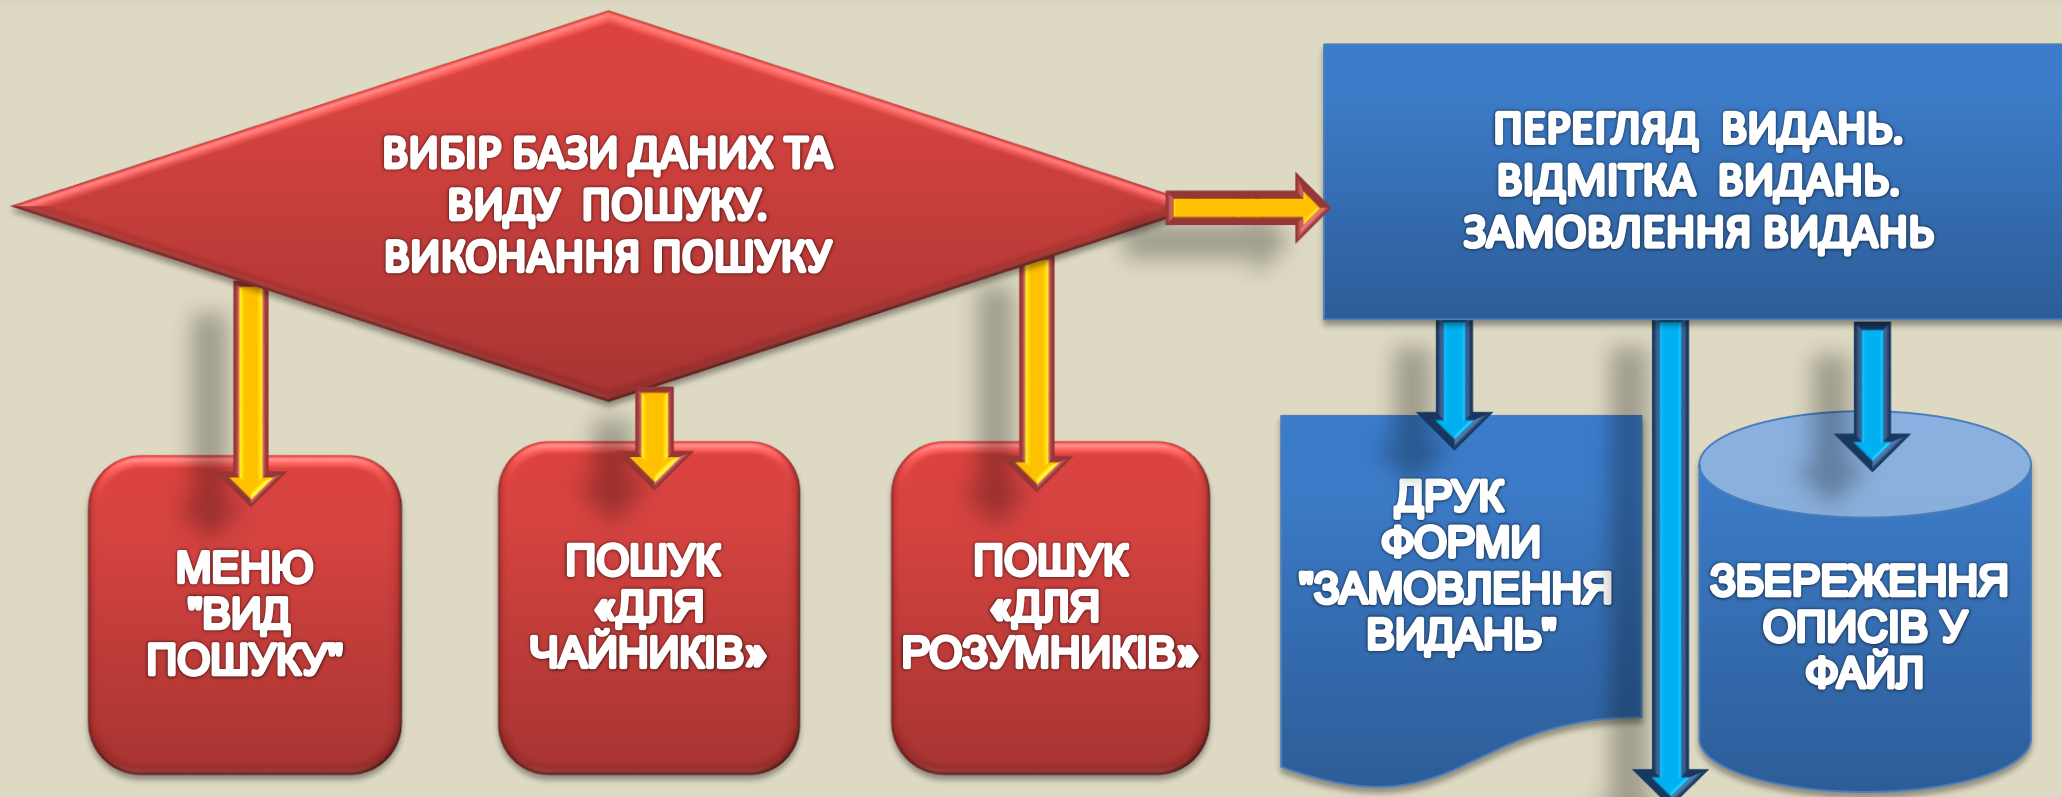 ВИБІР БАЗИ ДАНИХ ТА
ВИДУ ПОШУКУ.
ВИКОНАННЯ ПОШУКУ
ПЕРЕГЛЯД ВИДАНЬ.
ВІДМІТКА ВИДАНЬ.
ЗАМОВЛЕННЯ ВИДАНЬ
МЕНЮ
"ВИД
ПОШУКУ"
ПОШУК
«ДЛЯ
ЧАЙНИКІВ»
ПОШУК
«ДЛЯ
РОЗУМНИКІВ»
ДРУК
ФОРМИ
"ЗАМОВЛЕННЯ
ВИДАНЬ"
ЗБЕРЕЖЕННЯ
ОПИСІВ У
ФАЙЛ